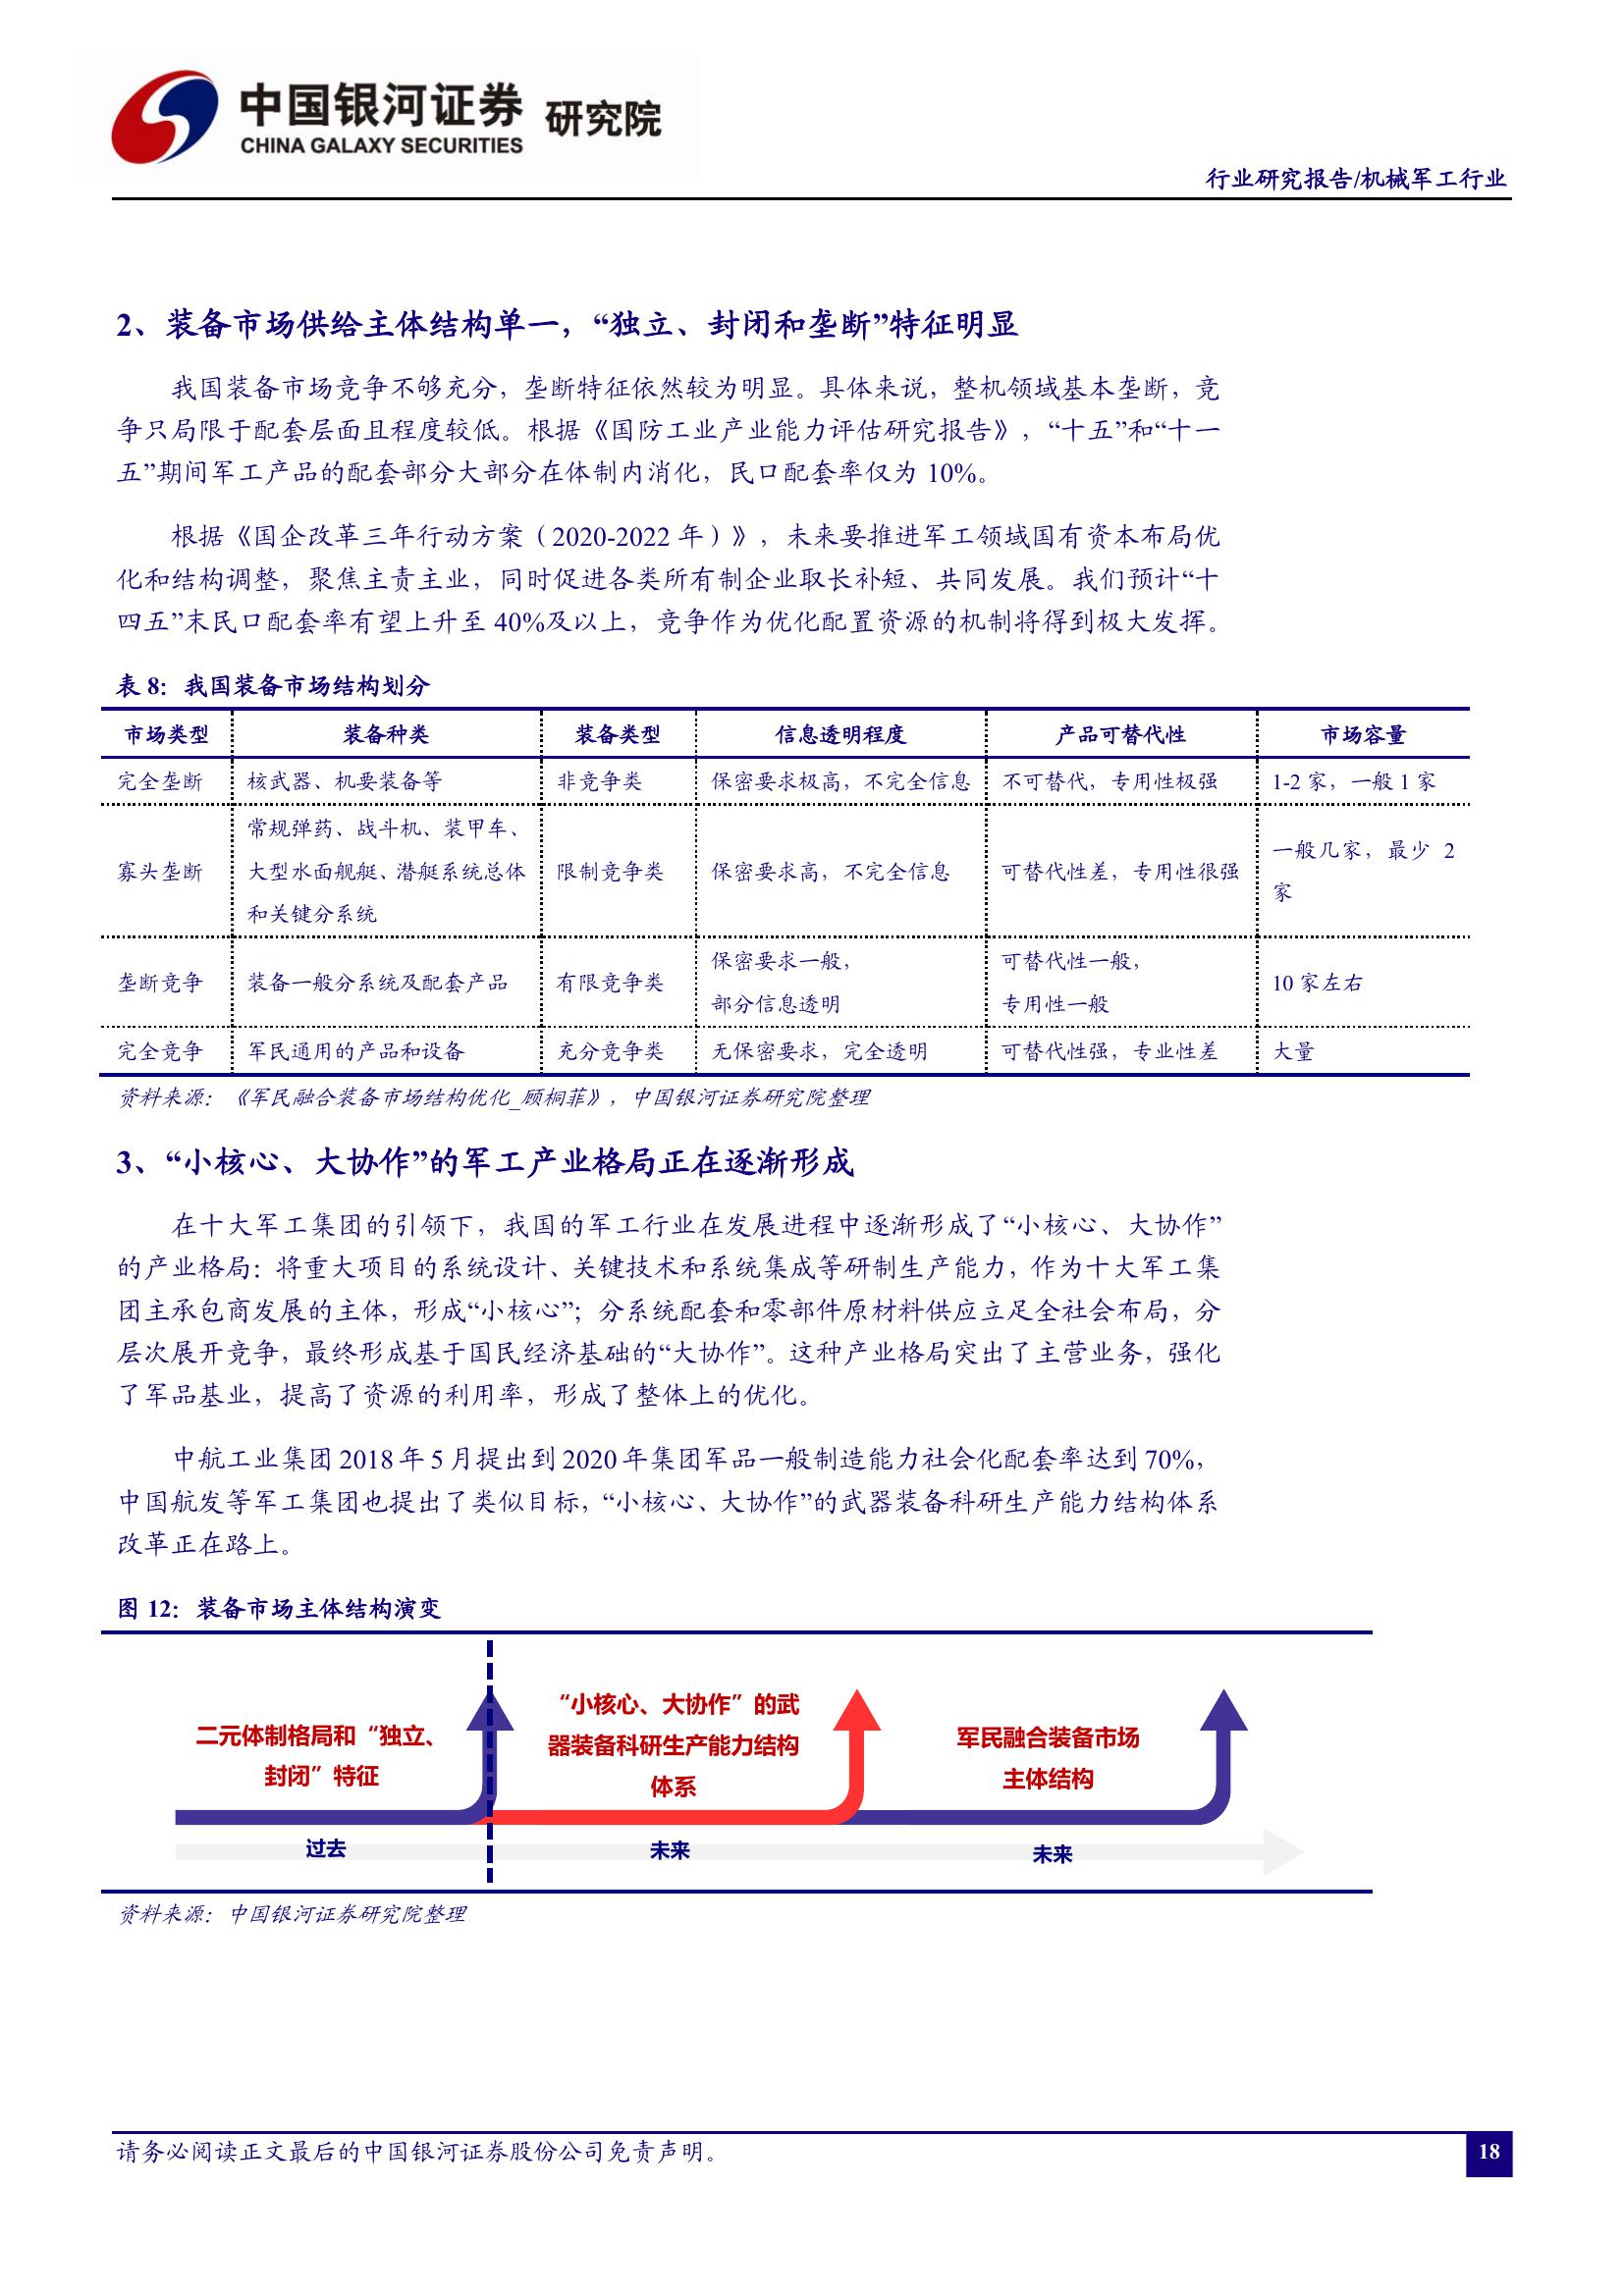 中国银河证券 研究院
CHINA GALAXY SECURITIES
行业研究报告/机械军工行业
2、装备市场供给主体结构单一，“独立、封闭和垄断”特征明显
我国装备市场竞争不够充分，垄断特征依然较为明显。具体来说，整机领域基本垄断，竞
争只局限于配套层面且程度较低。根据《国防工业产业能力评估研究报告》，“十五”和“十一
五”期间军工产品的配套部分大部分在体制内消化，民口配套率仅为 10%。
根据《国企改革三年行动方案（2020-2022 年）》，未来要推进军工领域国有资本布局优
化和结构调整，聚焦主责主业，同时促进各类所有制企业取长补短、共同发展。我们预计“十
四五”末民口配套率有望上升至 40%及以上，竞争作为优化配置资源的机制将得到极大发挥。
表 8：我国装备市场结构划分
市场类型 装备种类 装备类型 信息透明程度 产品可替代性 市场容量
完全垄断 核武器、机要装备等 非竞争类 保密要求极高，不完全信息 不可替代，专用性极强 1-2 家，一般 1 家
常规弹药、战斗机、装甲车、
大型水面舰艇、潜艇系统总体
和关键分系统
寡头垄断 限制竞争类 保密要求高，不完全信息 可替代性差，专用性很强
一般几家，最少 2
家
垄断竞争 装备一般分系统及配套产品 有限竞争类
保密要求一般，
部分信息透明
可替代性一般，
专用性一般
10 家左右
完全竞争 军民通用的产品和设备 充分竞争类 无保密要求，完全透明 可替代性强，专业性差 大量
资料来源：《军民融合装备市场结构优化_顾桐菲》，中国银河证券研究院整理
3、“小核心、大协作”的军工产业格局正在逐渐形成
在十大军工集团的引领下，我国的军工行业在发展进程中逐渐形成了“小核心、大协作”
的产业格局：将重大项目的系统设计、关键技术和系统集成等研制生产能力，作为十大军工集
团主承包商发展的主体，形成“小核心”；分系统配套和零部件原材料供应立足全社会布局，分
层次展开竞争，最终形成基于国民经济基础的“大协作”。这种产业格局突出了主营业务，强化
了军品基业，提高了资源的利用率，形成了整体上的优化。
中航工业集团 2018 年 5 月提出到 2020 年集团军品一般制造能力社会化配套率达到 70%，
中国航发等军工集团也提出了类似目标，“小核心、大协作”的武器装备科研生产能力结构体系
改革正在路上。
图 12：装备市场主体结构演变
二元体制格局和“独立、
封闭”特征
“小核心、大协作”的武
器装备科研生产能力结构
体系
军民融合装备市场
主体结构
过去 未来 未来
资料来源：中国银河证券研究院整理
请务必阅读正文最后的中国银河证券股份公司免责声明。
18